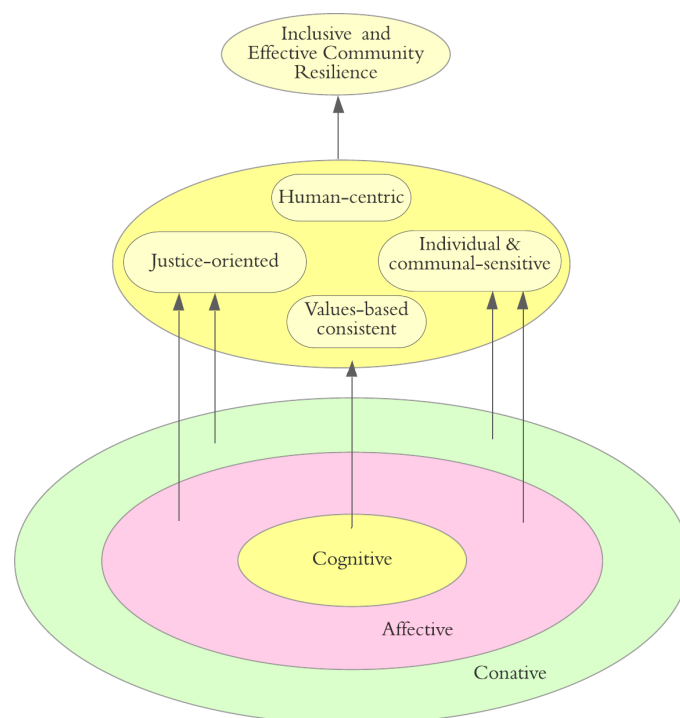 Inclusive and
Effective Community
Resilience
Human-centric
Justice-oriented
Individual &
communal-sensitive
Values-based
consistent
Cognitive
Affective
Conative